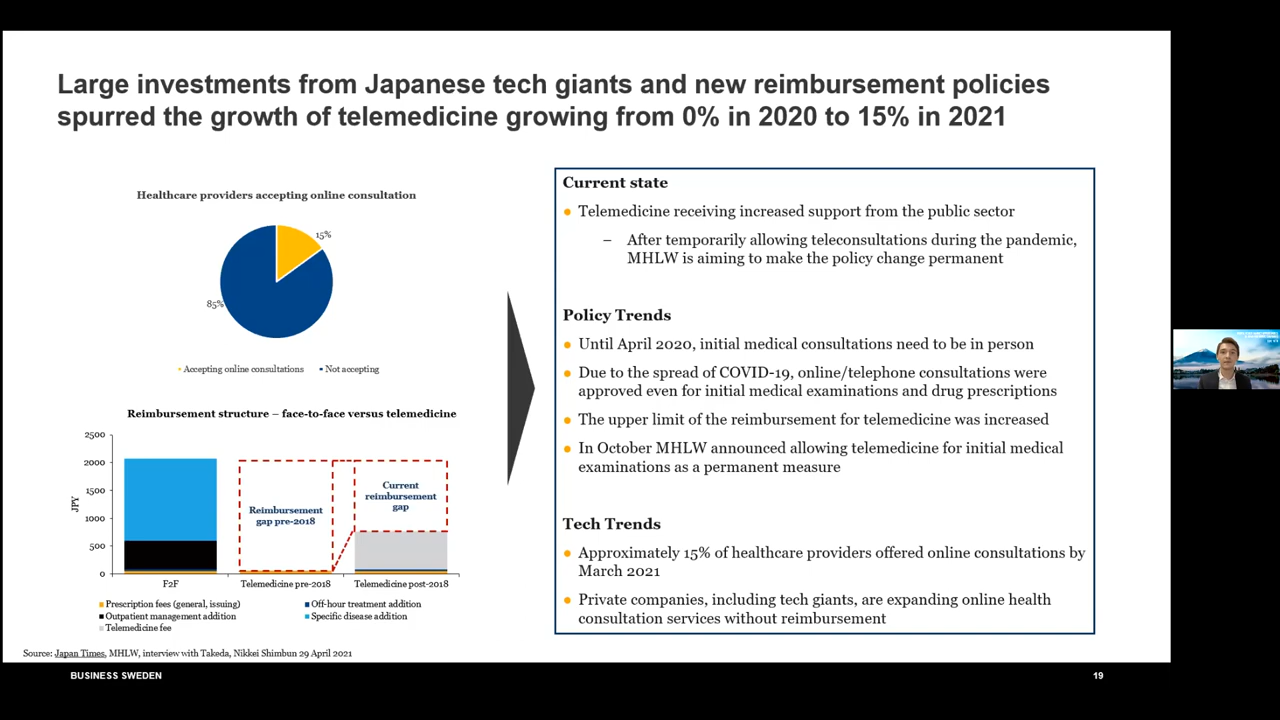 Large investments from Japanese tech giants and new reimbursement policies
spurred the growth of telemedicine growing from 0% in 2020 to 15% in 2021
Healthcare providers accepting online consultation
15%
85%
Accepting online consultations
Not accepting
Reimbursement structure – face-to-face versus telemedicine
JPY
2500
2000
1500
1000
500
0
Reimbursement
gap pre-2018
Current
reimbursement
gap
F2F
Telemedicine pre-2018
Telemedicine post-2018
Prescription fees (general, issuing)
Off-hour treatment addition
Outpatient management addition
Specific disease addition
Telemedicine fee
Current state
Telemedicine receiving increased support from the public sector
– After temporarily allowing teleconsultations during the pandemic,
MHLW is aiming to make the policy change permanent
Policy Trends
Until April 2020, initial medical consultations need to be in person
Due to the spread of COVID-19, online/telephone consultations were
approved even for initial medical examinations and drug prescriptions
The upper limit of the reimbursement for telemedicine was increased
In October MHLW announced allowing telemedicine for initial medical
examinations as a permanent measure
Tech Trends
Approximately 15% of healthcare providers offered online consultations by
March 2021
Private companies, including tech giants, are expanding online health
consultation services without reimbursement
Source: Japan Times, MHLW, interview with Takeda, Nikkei Shimbun 29 April 2021
BUSINESS SWEDEN
19